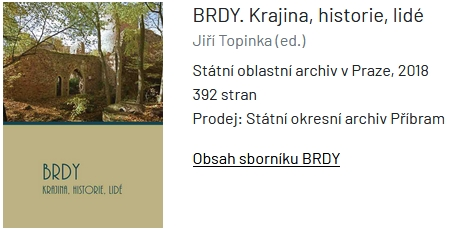 BRDY. Krajina, historie, lidé
Jiří Topinka (ed.)
Státní oblastní archiv v Praze, 2018
392 stran
Prodej: Státní okresní archiv Příbram
Obsah sborníku BRDY
BRDY
KRAJINA, HISTORIE, LIDÉ